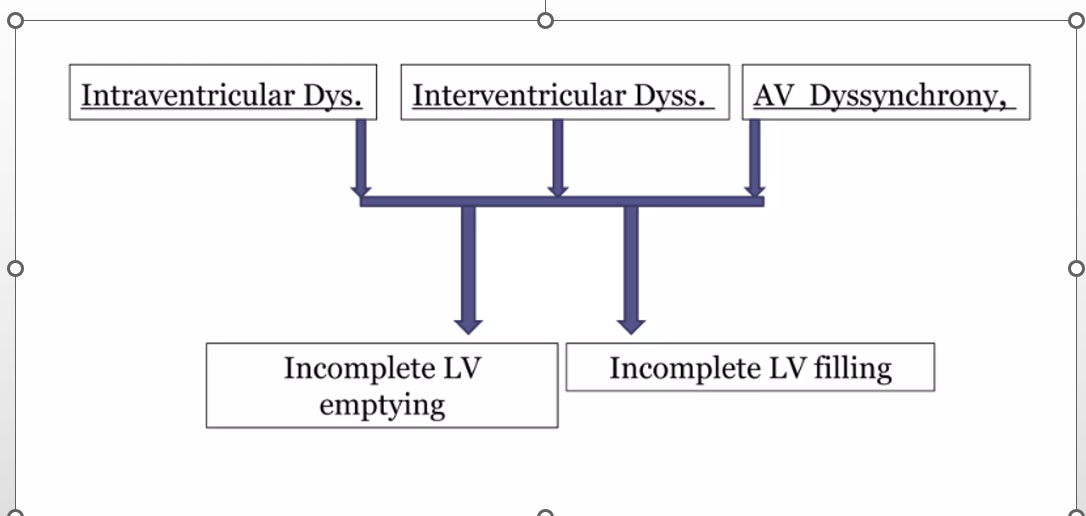 Intraventricular Dys.
Interventricular Dyss.
AV  Dyssynchrony,
Incomplete LV
emptying
Incomplete LV filling